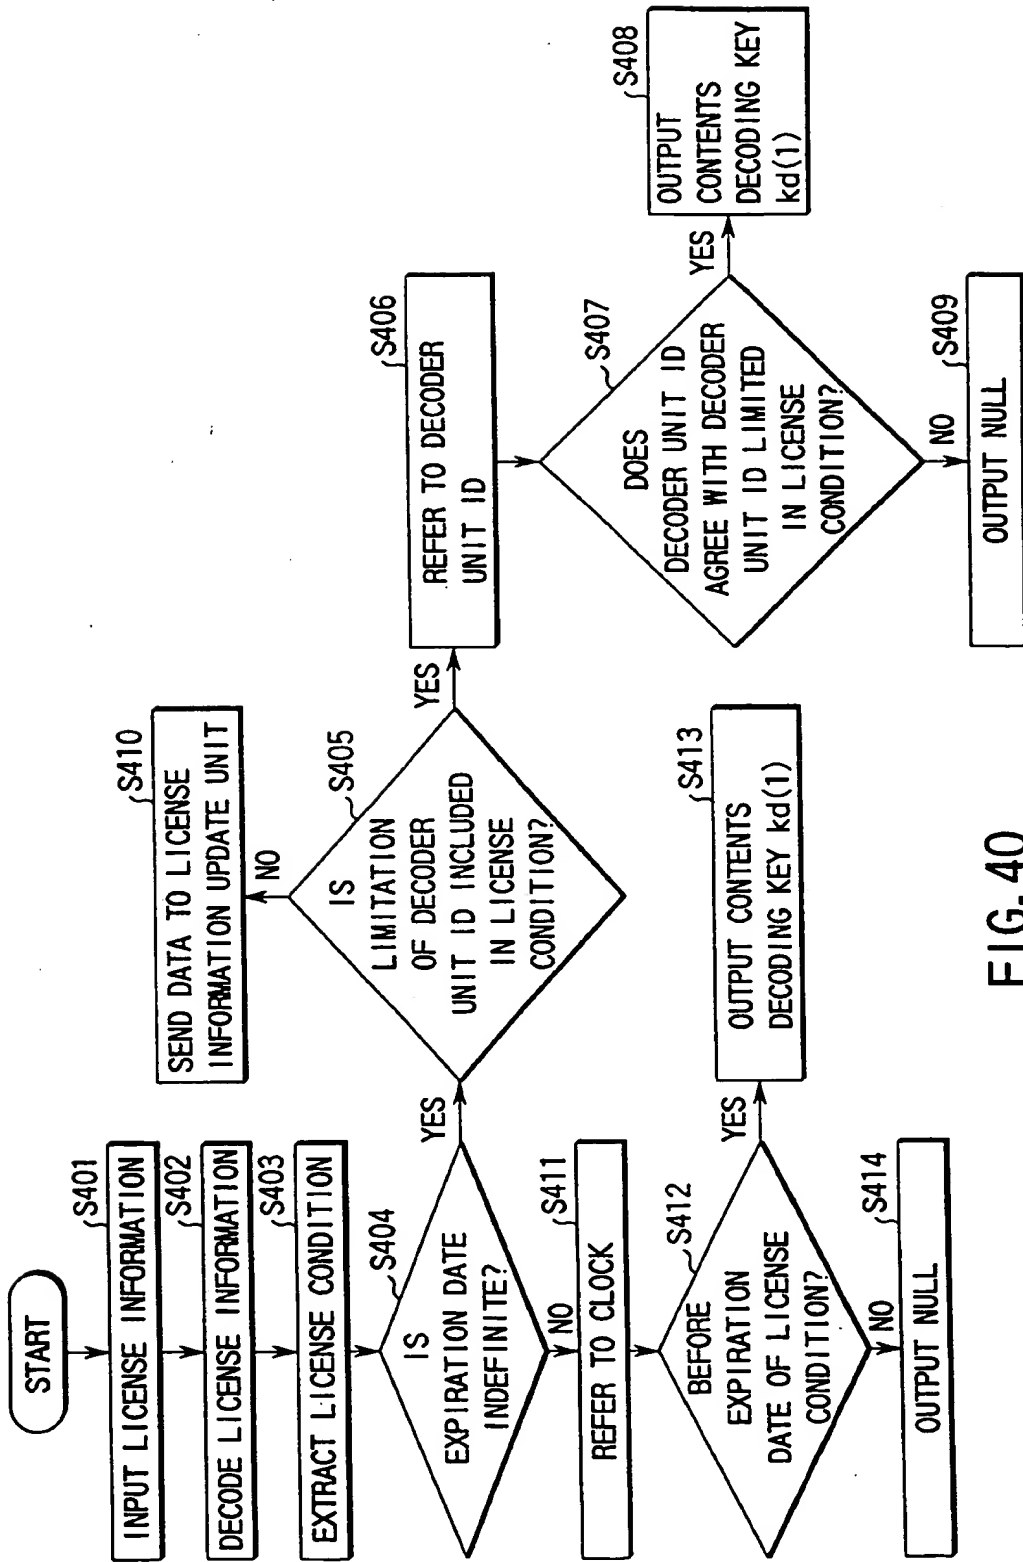 START
S401
INPUT LICENSE INFORMATION
S402
DECODE LICENSE INFORMATION
S403
EXTRACT LICENSE CONDITION
S404
IS
EXPIRATION DATE
INDEFINITE?
YES
NO
S405
IS
LIMITATION
OF DECODER
UNIT ID INCLUDED
IN LICENSE
CONDITION?
NO
YES
S410
SEND DATA TO LICENSE
INFORMATION UPDATE UNIT
S406
REFER TO DECODER
UNIT ID
S407
DOES
DECODER UNIT ID
AGREE WITH DECODER
UNIT ID LIMITED
IN LICENSE
CONDITION?
YES
NO
S408
OUTPUT
CONTENTS
DECODING KEY
kd(1)
S409
OUTPUT NULL
S411
REFER TO CLOCK
S412
BEFORE
EXPIRATION
DATE OF LICENSE
CONDITION?
YES
NO
S413
OUTPUT CONTENTS
DECODING KEY kd(1)
S414
OUTPUT NULL
FIG. 40